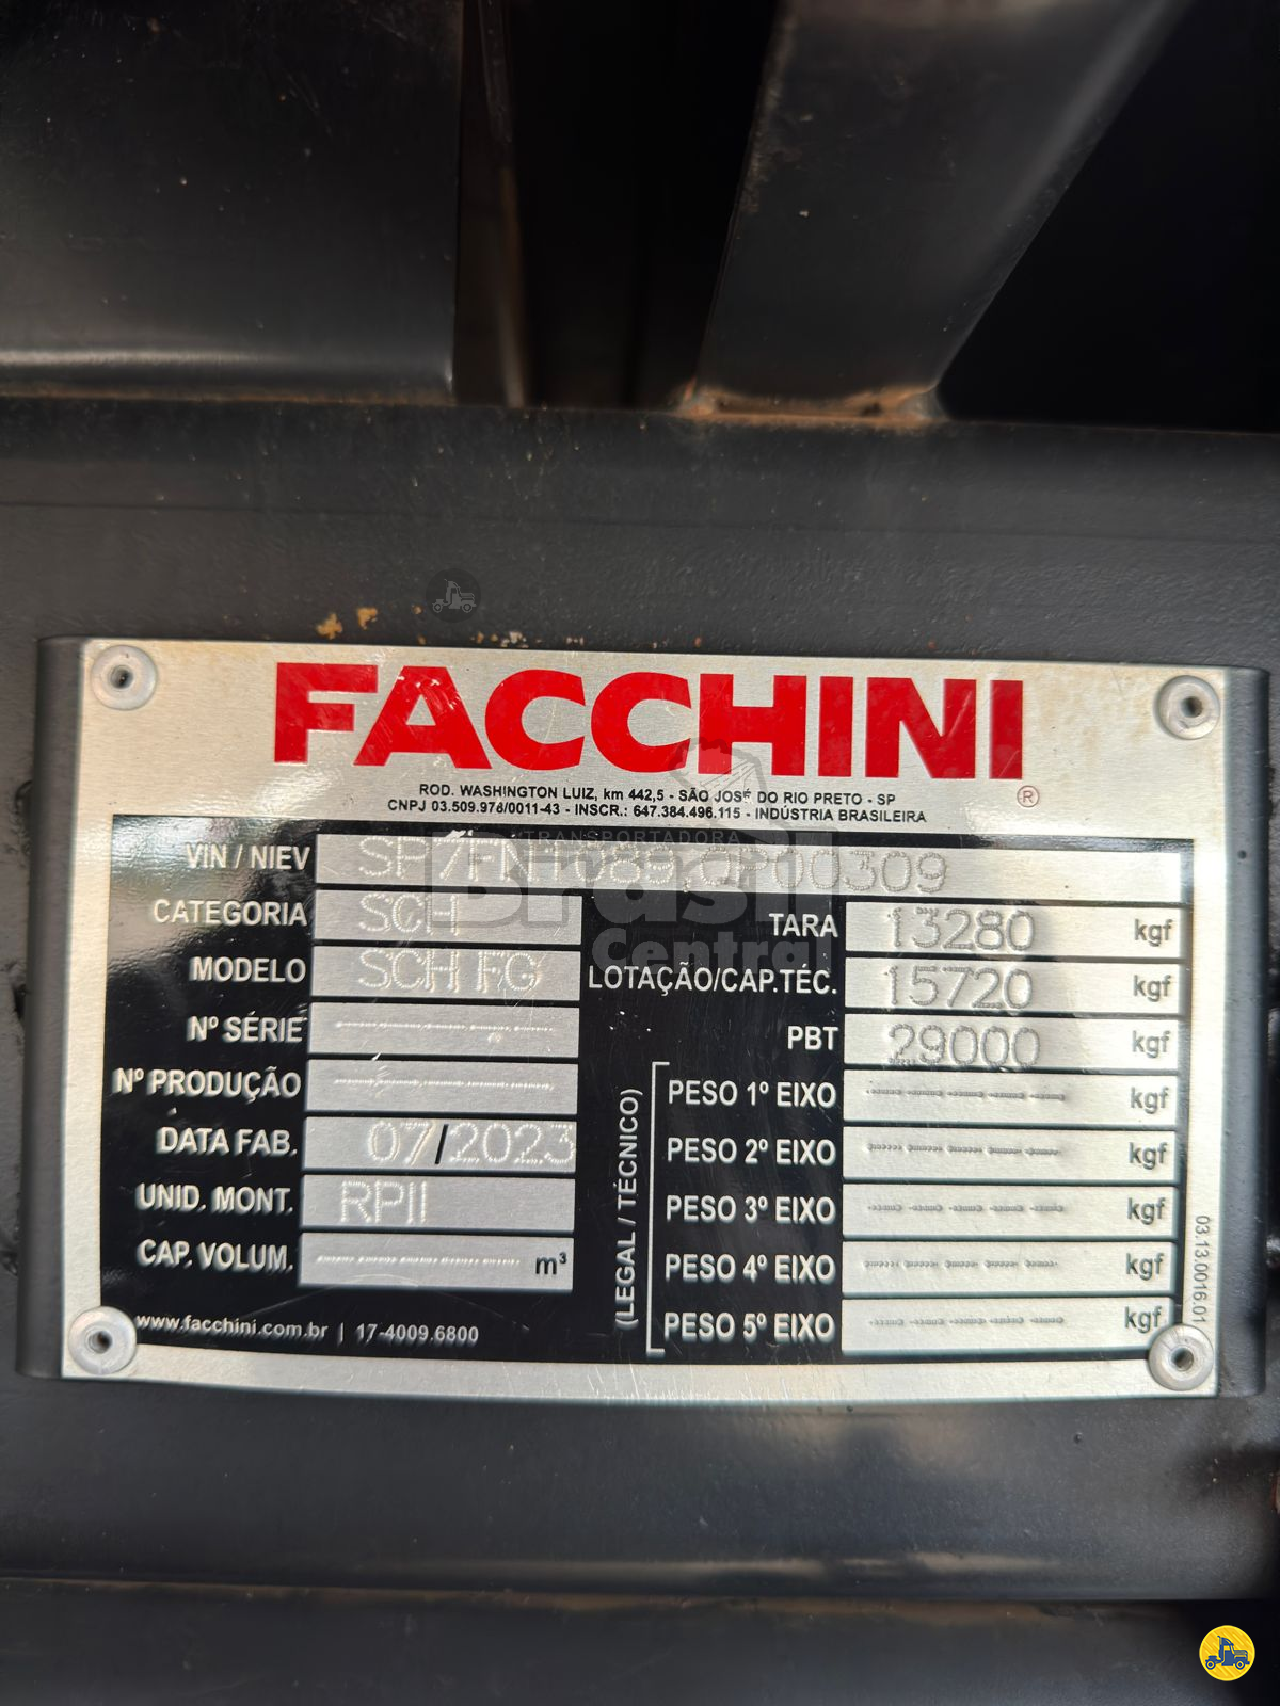 FACCHINI
®
ROD. WASHINGTON LUIZ, km 442,5 - SÃO JOSÉ DO RIO PRETO - SP
CNPJ 03.509.978/0011-43 - INSCR.: 647.384.496.115 - INDÚSTRIA BRASILEIRA
TRANSPORTADORA
Brasil
Central
VIN / NIEV
CATEGORIA SCH
MODELO SCH FG
Nº SÉRIE ----------
Nº PRODUÇÃO ----------
DATA FAB. 07/2023
UNID. MONT. RPII
CAP. VOLUM. ---------- m³
www.facchini.com.br | 17-4009.6800
TARA 13280 kgf
LOTAÇÃO/CAP.TÉC. 15720 kgf
PBT 29000 kgf
(LEGAL / TÉCNICO)
PESO 1º EIXO ----- kgf
PESO 2º EIXO ----- kgf
PESO 3º EIXO ----- kgf
PESO 4º EIXO ----- kgf
PESO 5º EIXO ----- kgf
03.13.0016.01